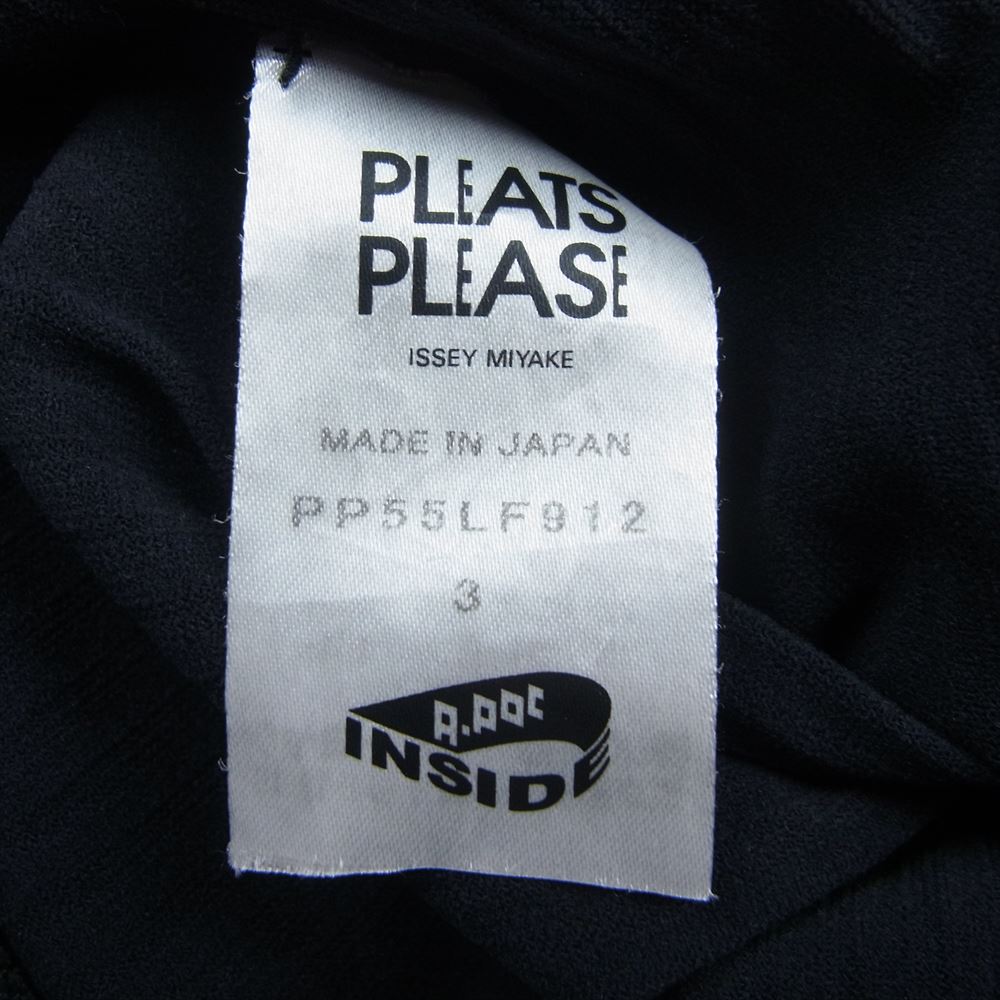 PLEATS
PLEASE
ISSEY MIYAKE
MADE IN JAPAN
PP55LF912
3
A.POC
INSIDE